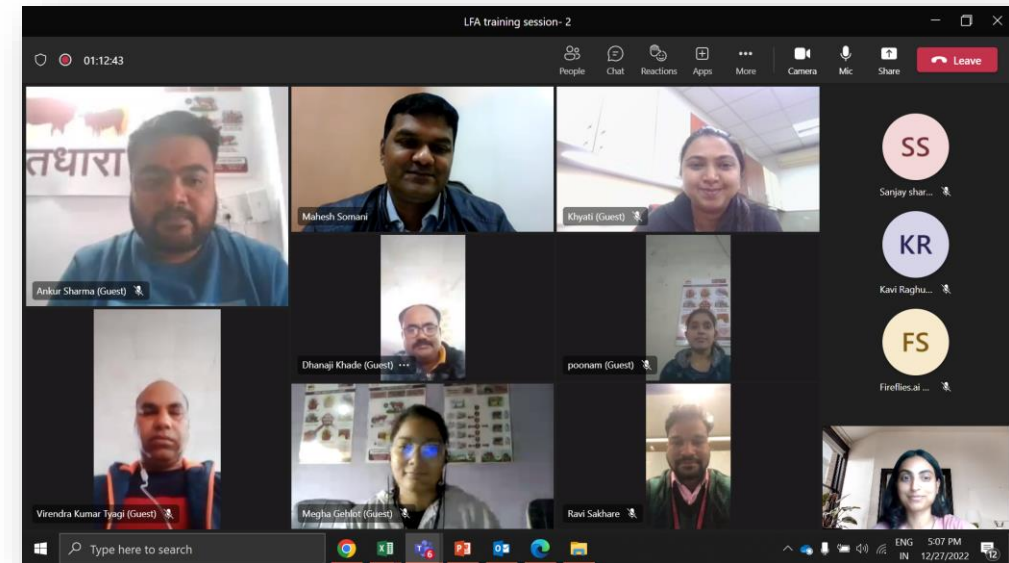 LFA training session- 2
01:12:43
People
Chat
Reactions
Apps
More
Camera
Mic
Share
Leave
तधारा
Ankur Sharma (Guest)
Mahesh Somani
Khyati (Guest)
SS
Sanjay shar...
KR
Kavi Raghu...
Dhanaji Khade (Guest) ...
poonam (Guest)
FS
Fireflies.ai ...
Virendra Kumar Tyagi (Guest)
Megha Gehlot (Guest)
Ravi Sakhare
Type here to search
ENG
IN
5:07 PM
12/27/2022
12